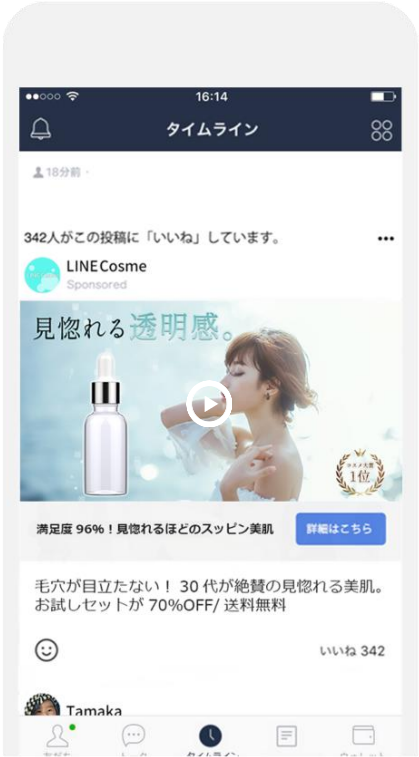 16:14
タイムライン
18分前・
342人がこの投稿に「いいね」しています。
LINE Cosme
Sponsored
見惚れる透明感。
1位
満足度 96%！見惚れるほどのスッピン美肌
詳細はこちら
毛穴が目立たない！ 30 代が絶賛の見惚れる美肌。
お試しセットが 70%OFF/ 送料無料
いいね 342
Tamaka
タイムライン